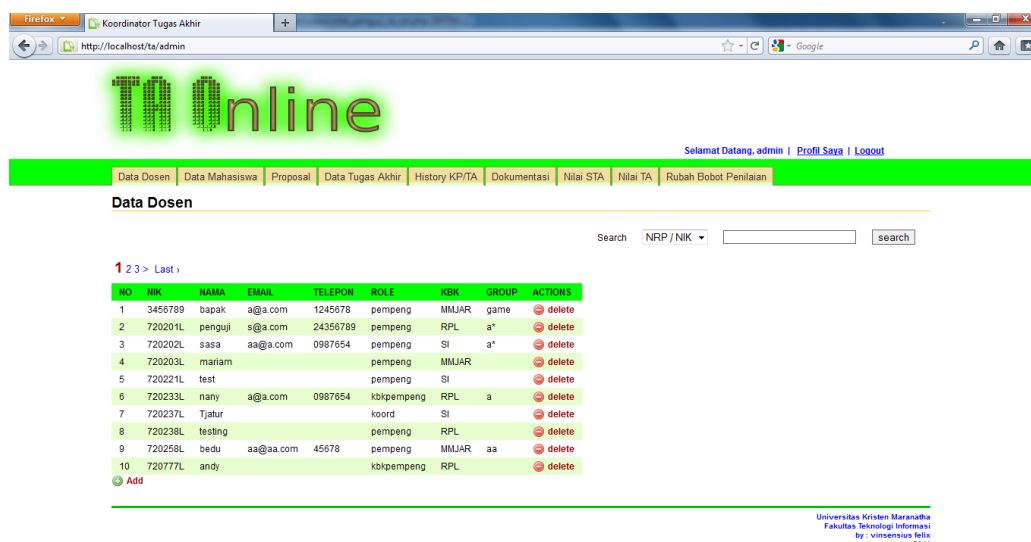 Firefox
Koordinator Tugas Akhir
http://localhost/ta/admin
Google
TA Online
Selamat Datang, admin | Profil Saya | Logout
Data Dosen Data Mahasiswa Proposal Data Tugas Akhir History KP/TA Dokumentasi Nilai STA Nilai TA Rubah Bobot Penilaian
Data Dosen
Search NRP / NIK search
1 2 3 > Last ›
NO NIK NAMA EMAIL TELEPON ROLE KBK GROUP ACTIONS
1 3456789 bapak a@a.com 1245678 pempeng MMJAR game delete
2 720201L penguji s@a.com 24356789 pempeng RPL a* delete
3 720202L sasa aa@a.com 0987654 pempeng SI a* delete
4 720203L mariam pempeng MMJAR delete
5 720221L test pempeng SI delete
6 720233L nany a@a.com 0987654 kbkpempeng RPL a delete
7 720237L Tjatur koord SI delete
8 720238L testing pempeng RPL delete
9 720258L bedu aa@aa.com 45678 pempeng MMJAR aa delete
10 720777L andy kbkpempeng RPL delete
Add
Universitas Kristen Maranatha
Fakultas Teknologi Informasi
by : vinsensius felix